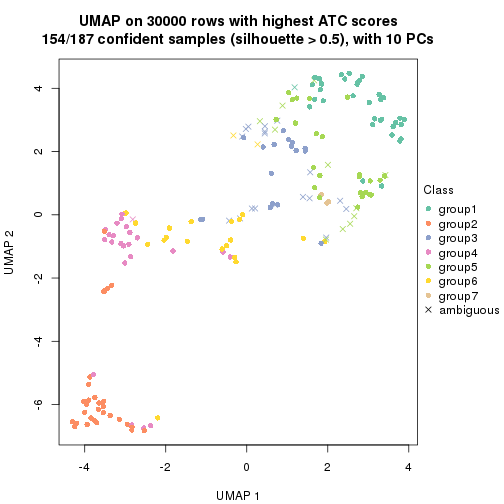 UMAP on 30000 rows with highest ATC scores
154/187 confident samples (silhouette > 0.5), with 10 PCs
4
2
0
-2
-4
-6
UMAP 2
-4
-2
0
2
4
UMAP 1
Class
group1
group2
group3
group4
group5
group6
group7
ambiguous